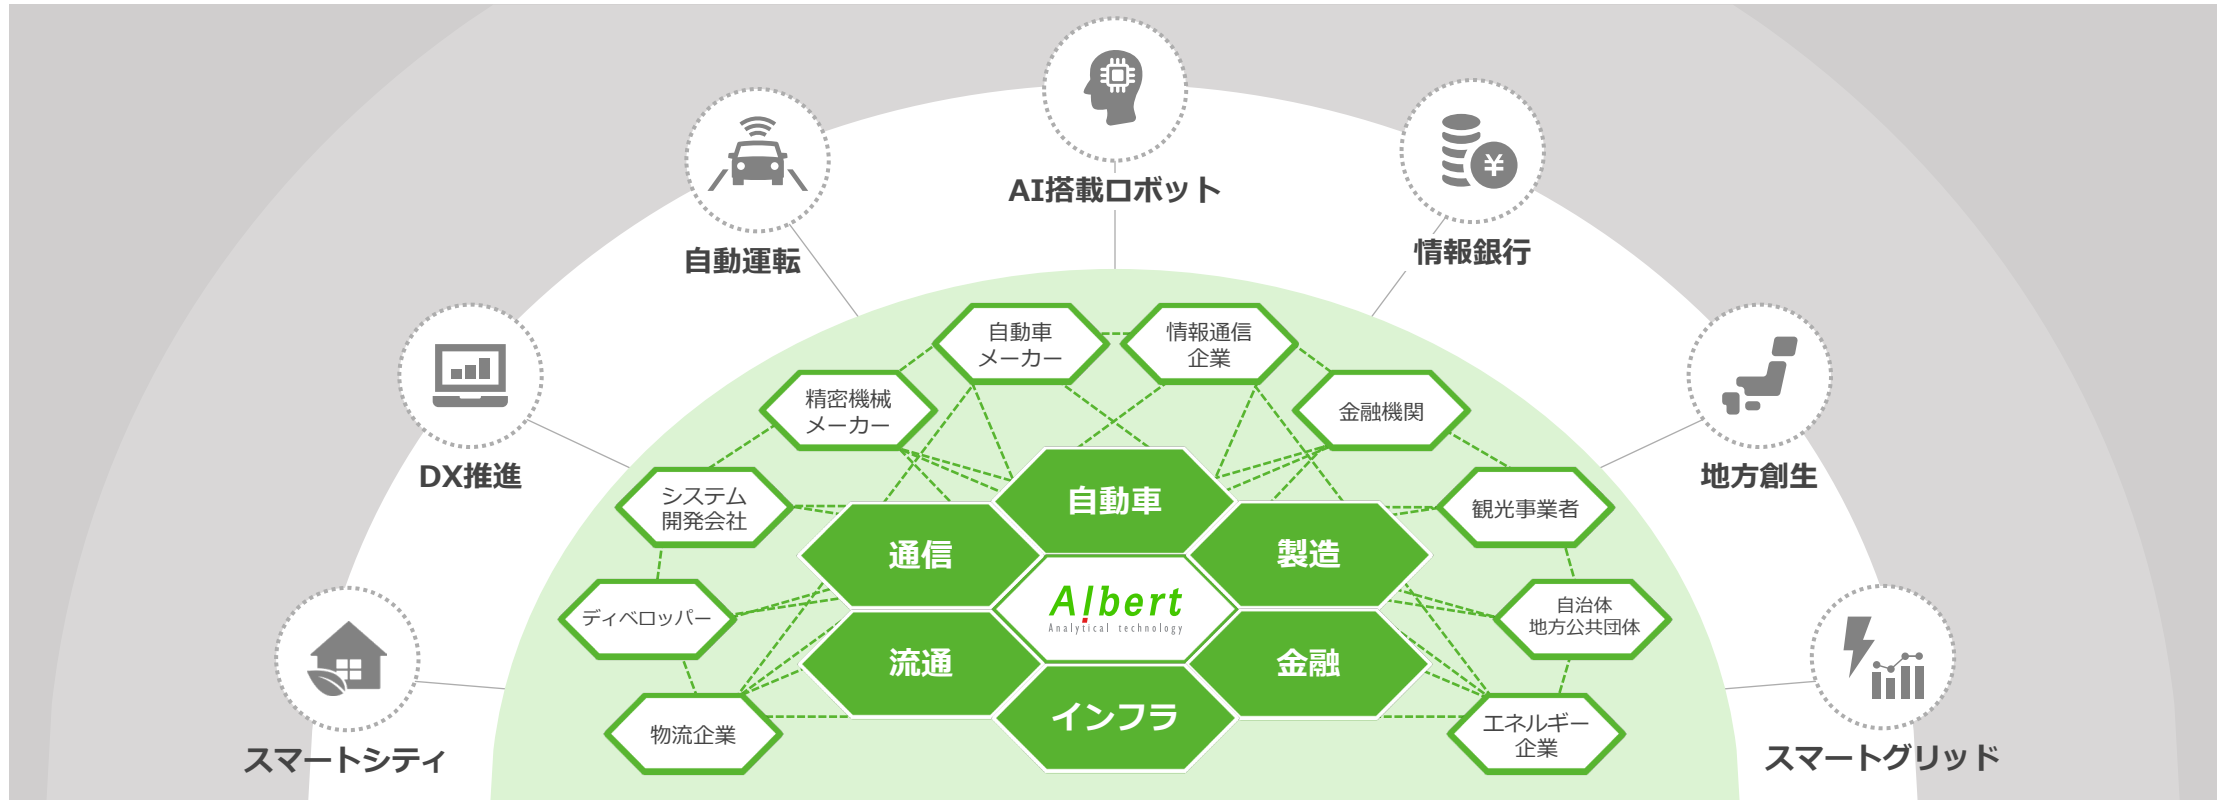 AI搭載ロボット
自動運転
情報銀行
DX推進
地方創生
スマートシティ
スマートグリッド
自動車
メーカー
情報通信
企業
精密機械
メーカー
金融機関
システム
開発会社
観光事業者
ディベロッパー
自治体
地方公共団体
物流企業
エネルギー
企業
自動車
通信
製造
Albert
Analytical technology
流通
金融
インフラ
¥